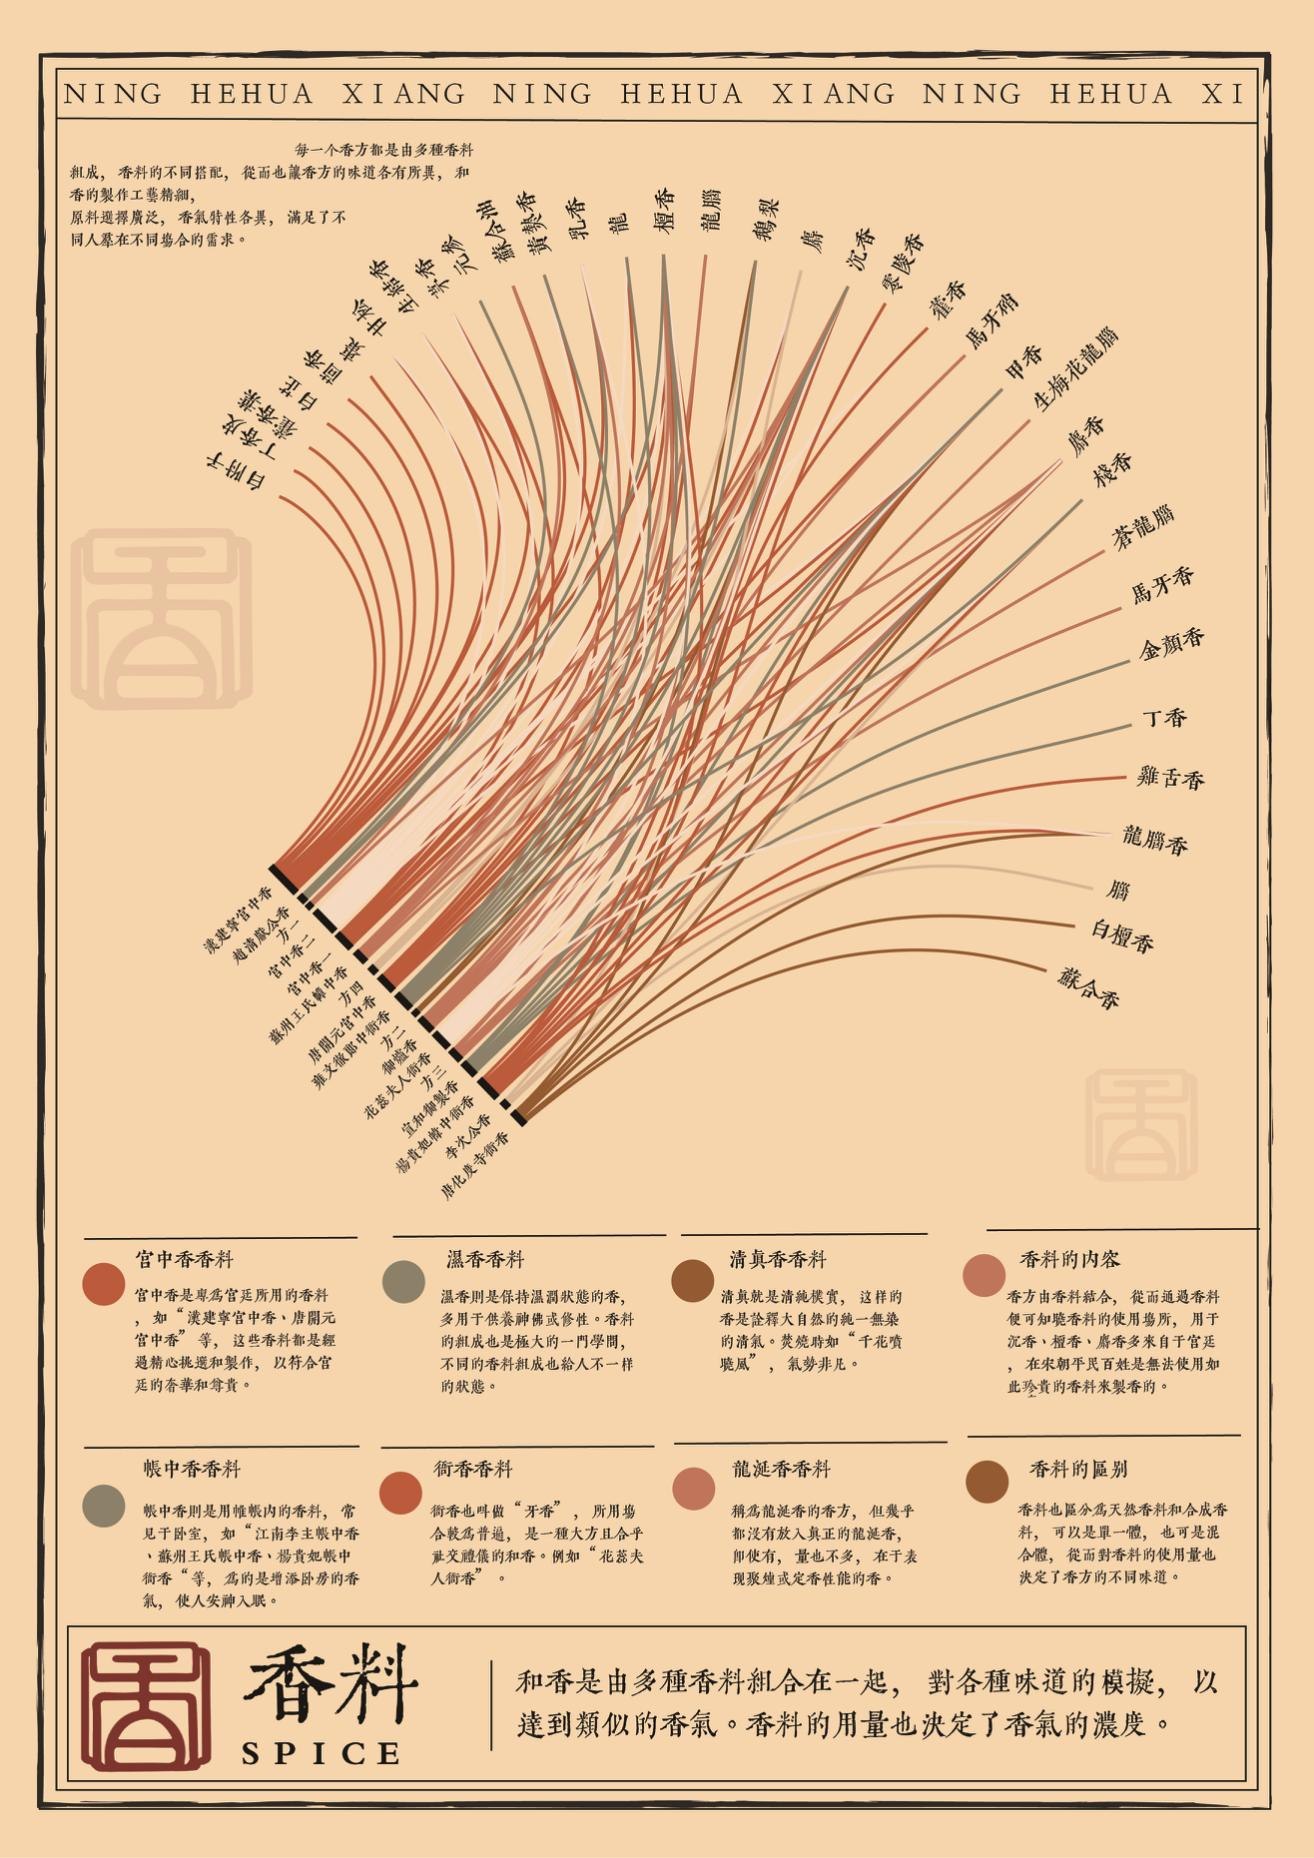 NING HEHUA XIANG NING HEHUA XIANG NING HEHUA XI
每一个香方都是由多種香料
組成， 香料的不同搭配， 從而也讓香方的味道各有所異， 和
香的製作工藝精細，
原料選擇廣泛， 香氣特性各異， 滿足了不
同人羣在不同場合的需求。
白附子
丁香皮
藿香葉
白芷
茴香
甘松
生結香
元參
蘇合油
黄熟香
乳香
龍
檀香
龍腦
鵝梨
麝
沉香
零陵香
藿香
馬牙硝
甲香
生梅花龍腦
麝香
棧香
蒼龍腦
馬牙香
金顏香
丁香
雞舌香
龍腦香
腦
白檀香
蘇合香
漢建寧宫中香
趙清獻公香
方一
宫中香二
宫中香一
蘇州王氏幃中香
方四
唐開元宫中香
雍文徹郎中衙香
方二
御爐香
花蕊夫人衙香
方三
宣和御製香
楊貴妃幃中衙香
李次公香
唐化度寺衙香
宫中香香料
宫中香是專爲宫廷所用的香料
， 如“漢建寧宫中香、唐開元
宫中香”等， 這些香料都是經
過精心挑選和製作， 以符合宫
廷的奢華和尊貴。
濕香香料
濕香則是保持濕潤狀態的香，
多用于供養神佛或修性。香料
的組成也是極大的一門學問，
不同的香料組成也給人不一样
的狀態。
清真香香料
清真就是清純樸實， 这样的
香是詮釋大自然的純一無染
的清氣。焚燒時如“千花噴
曉風”， 氣勢非凡。
香料的内容
香方由香料結合， 從而通過香料
便可知曉香料的使用場所， 用于
沉香、檀香、麝香多來自于宫廷
， 在宋朝平民百姓是無法使用如
此珍貴的香料來製香的。
帳中香香料
帳中香則是用帷帳内的香料， 常
見于卧室， 如“江南李主帳中香
、蘇州王氏帳中香、楊貴妃帳中
衙香“等， 爲的是增添卧房的香
氣， 使人安神入眠。
衙香香料
衙香也叫做“牙香”， 所用場
合較爲普遍， 是一種大方且合乎
社交禮儀的和香。例如“花蕊夫
人衙香”。
龍涎香香料
稱爲龍涎香的香方， 但幾乎
都沒有放入真正的龍涎香，
即使有， 量也不多， 在于表
现聚煙或定香性能的香。
香料的區别
香料也區分爲天然香料和合成香
料， 可以是單一體， 也可是混
合體， 從而對香料的使用量也
決定了香方的不同味道。
香料
SPICE
和香是由多種香料組合在一起， 對各種味道的模擬， 以
達到類似的香氣。香料的用量也決定了香氣的濃度。